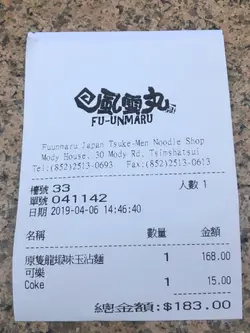 風雲丸
FU-UNMARU
Fuunmaru Japan Tsuke-Men Noodle Shop
Mody House. 30 Mody Rd. Tsimshatsui
Tel:(852)2513-0693 Fax:(852)2513-0613
檯號 33 人數 1
單號 041142
日期 2019-04-06 14:46:40
名稱 數量 金額
原隻龍蝦味玉沾麵 1 168.00
可樂
Coke 1 15.00
總金額:$183.00